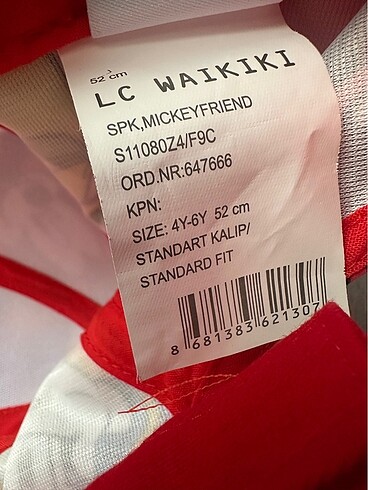 52 cm
LC WAIKIKI
SPK,MICKEYFRIEND
S11080Z4/F9C
ORD.NR:647666
KPN:
SIZE: 4Y-6Y 52 cm
STANDART KALIP/
STANDARD FIT
8 681383 621307